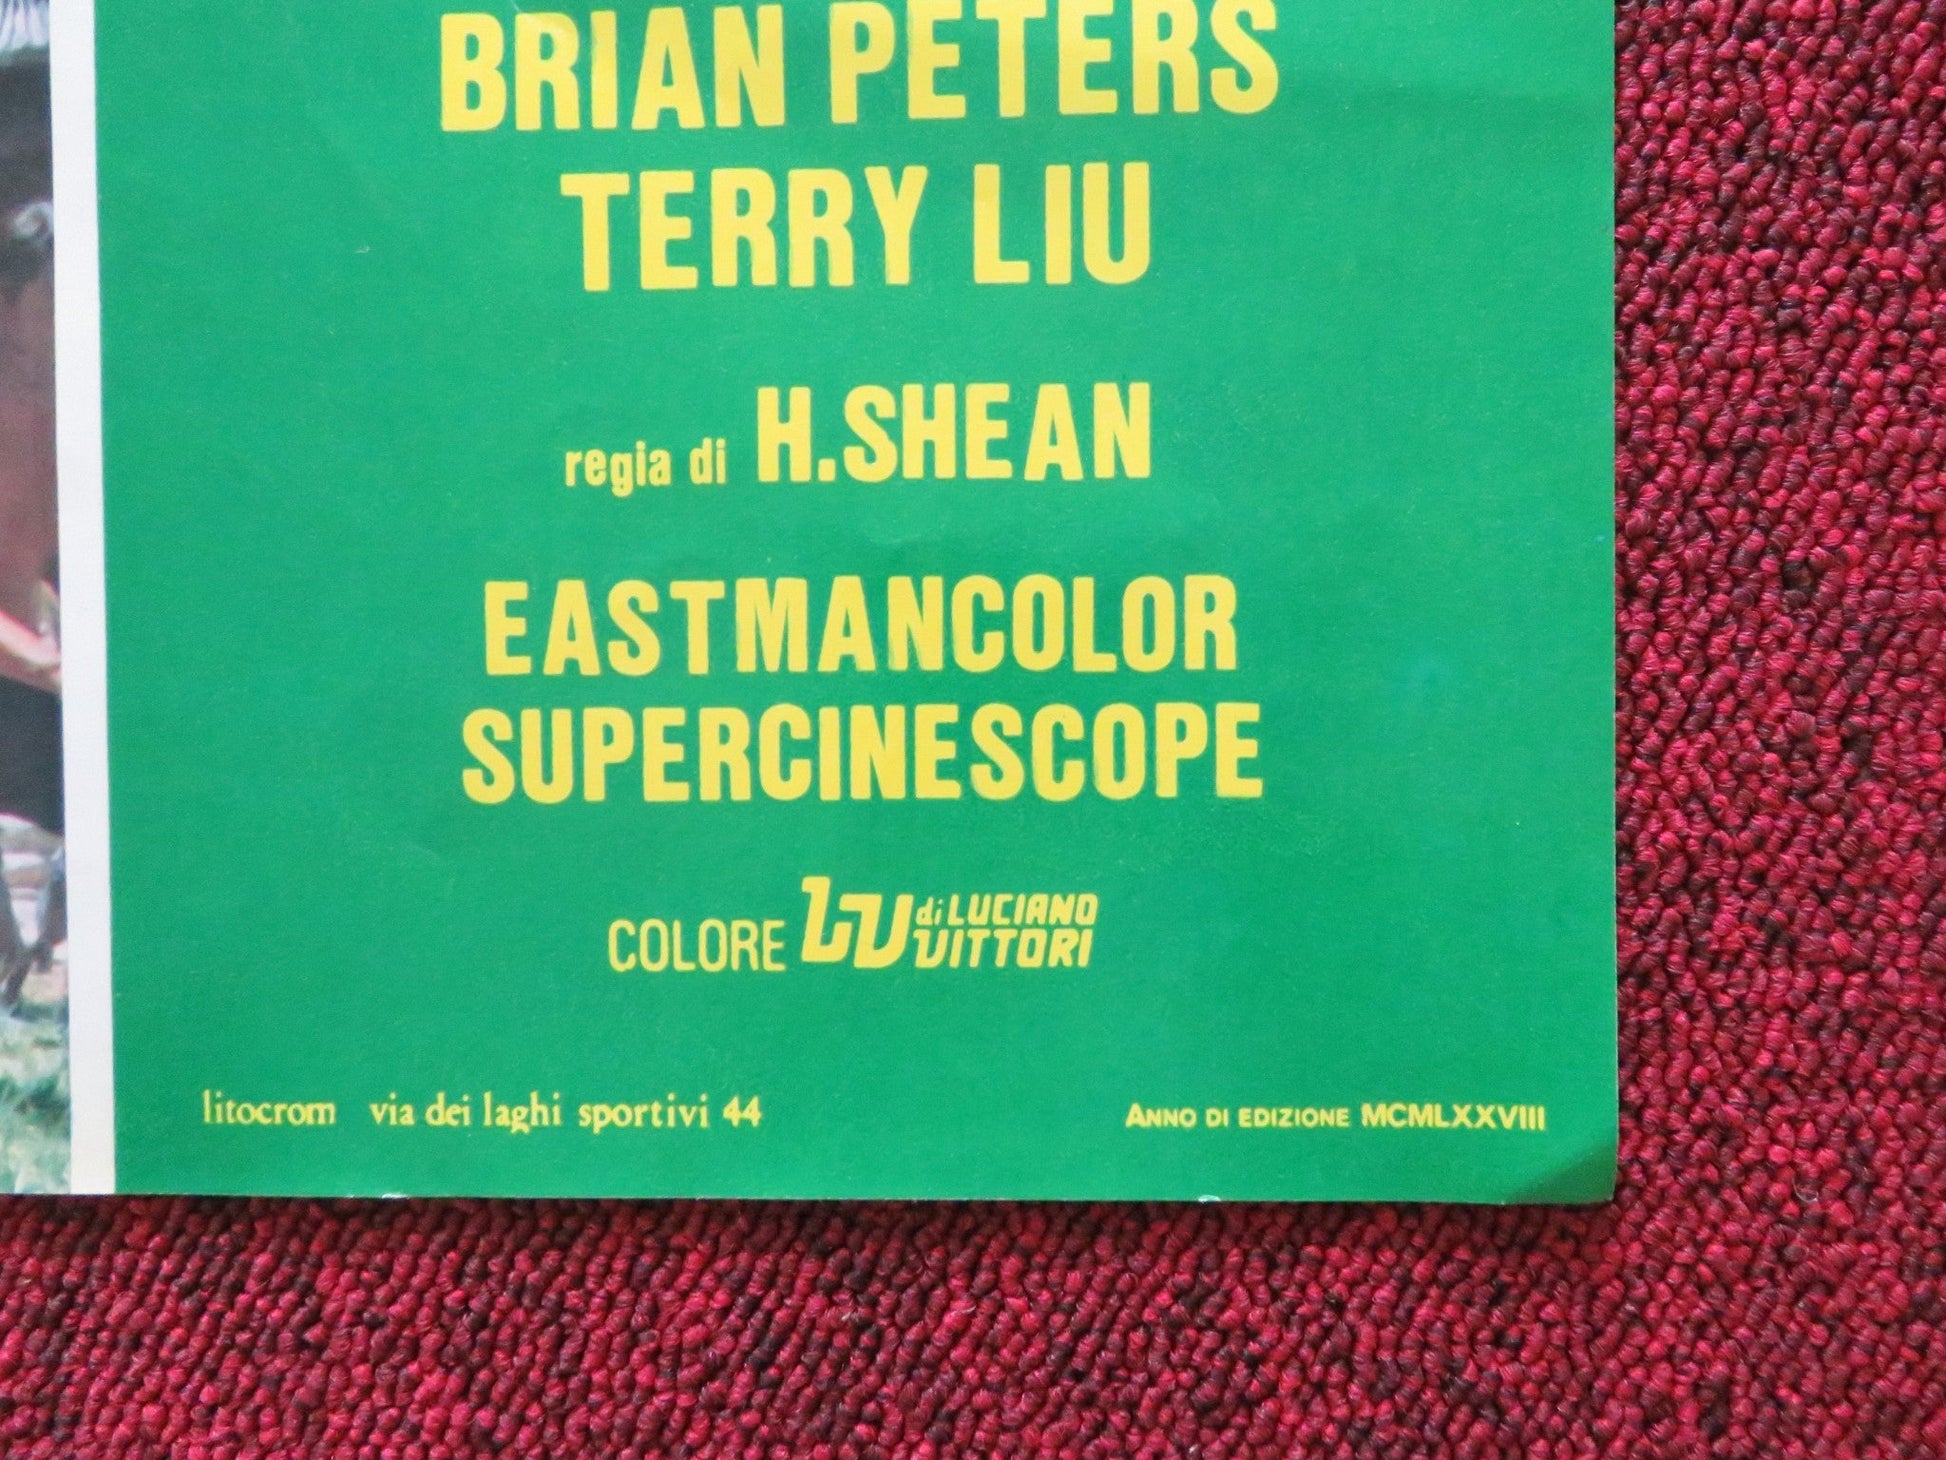 BRIAN PETERS
TERRY LIU
regia di H.SHEAN
EASTMANCOLOR
SUPERCINESCOPE
COLORE LV di LUCIANO
VITTORI
litocrom via dei laghi sportivi 44
ANNO DI EDIZIONE MCMLXXVIII